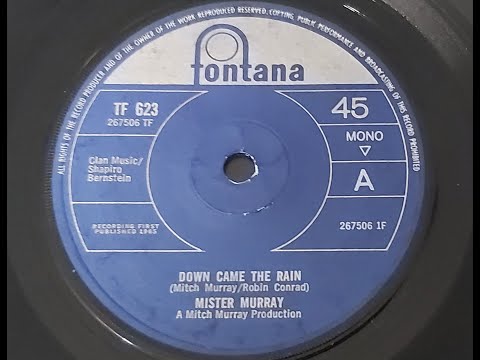 ALL RIGHTS OF THE RECORD PRODUCER AND OF THE OWNER OF THE WORK REPRODUCED RESERVED. COPYING, PUBLIC PERFORMANCE AND BROADCASTING OF THIS RECORD PROHIBITED
fontana
TF 623
267506 TF
45
MONO
A
Clan Music/
Shapiro
Bernstein
RECORDING FIRST
PUBLISHED 1965
267506 1F
DOWN CAME THE RAIN
(Mitch Murray/Robin Conrad)
MISTER MURRAY
A Mitch Murray Production